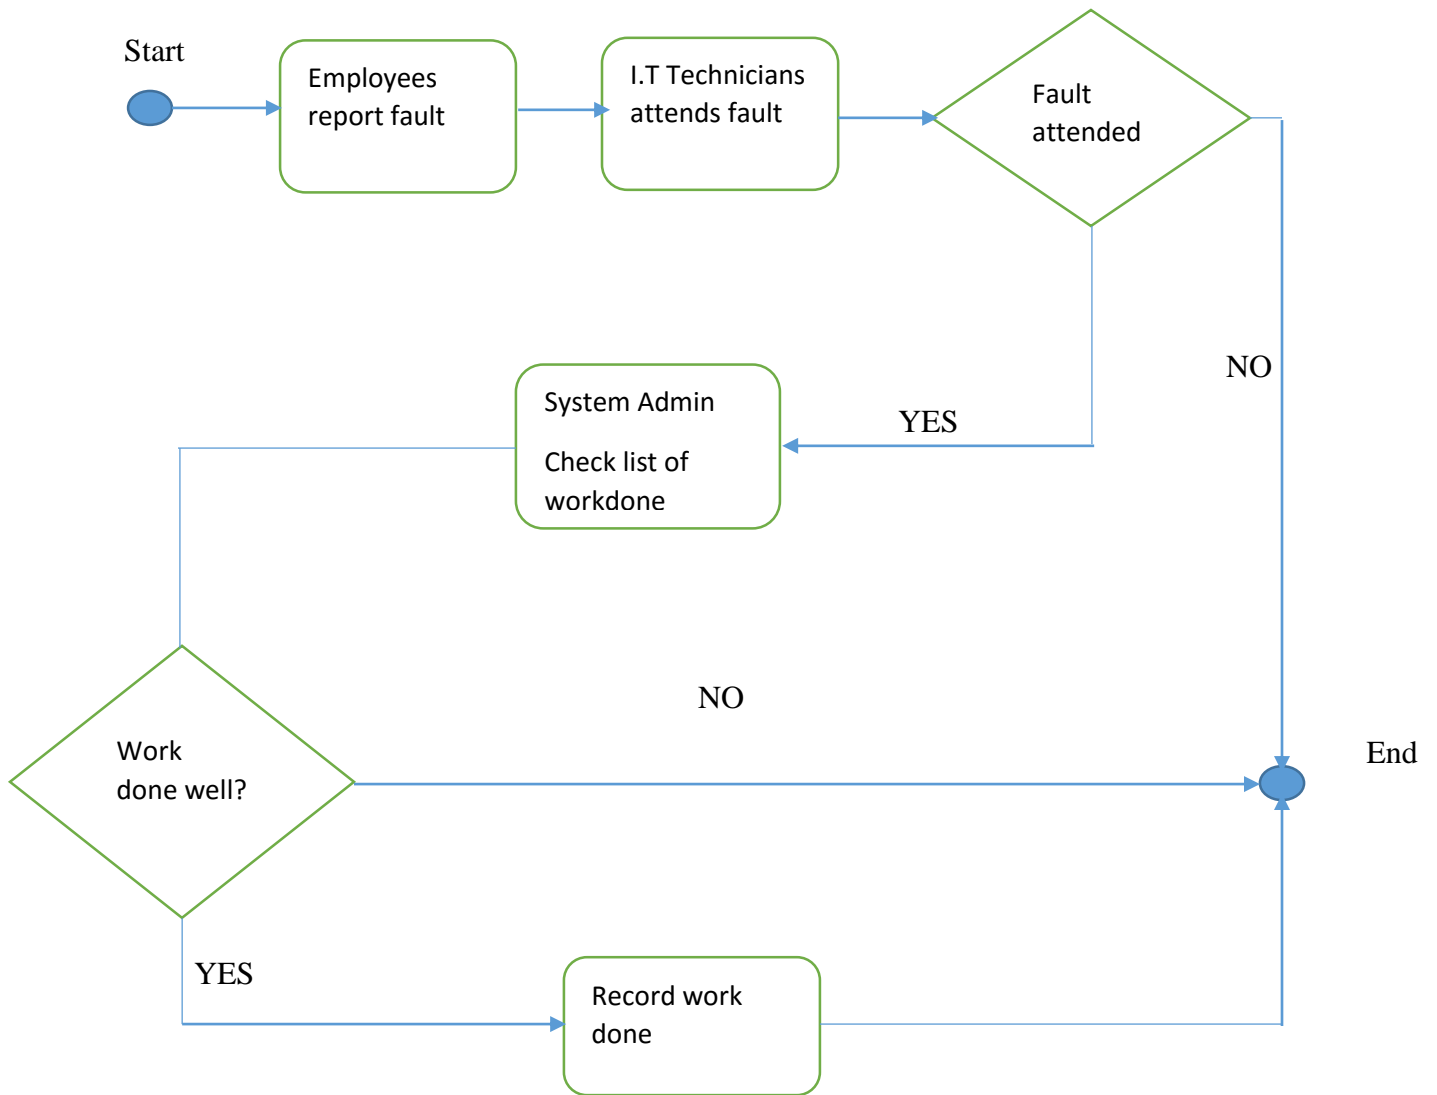 Start
Employees
report fault
I.T Technicians
attends fault
Fault
attended
NO
YES
System Admin
Check list of
workdone
NO
Work
done well?
End
YES
Record work
done